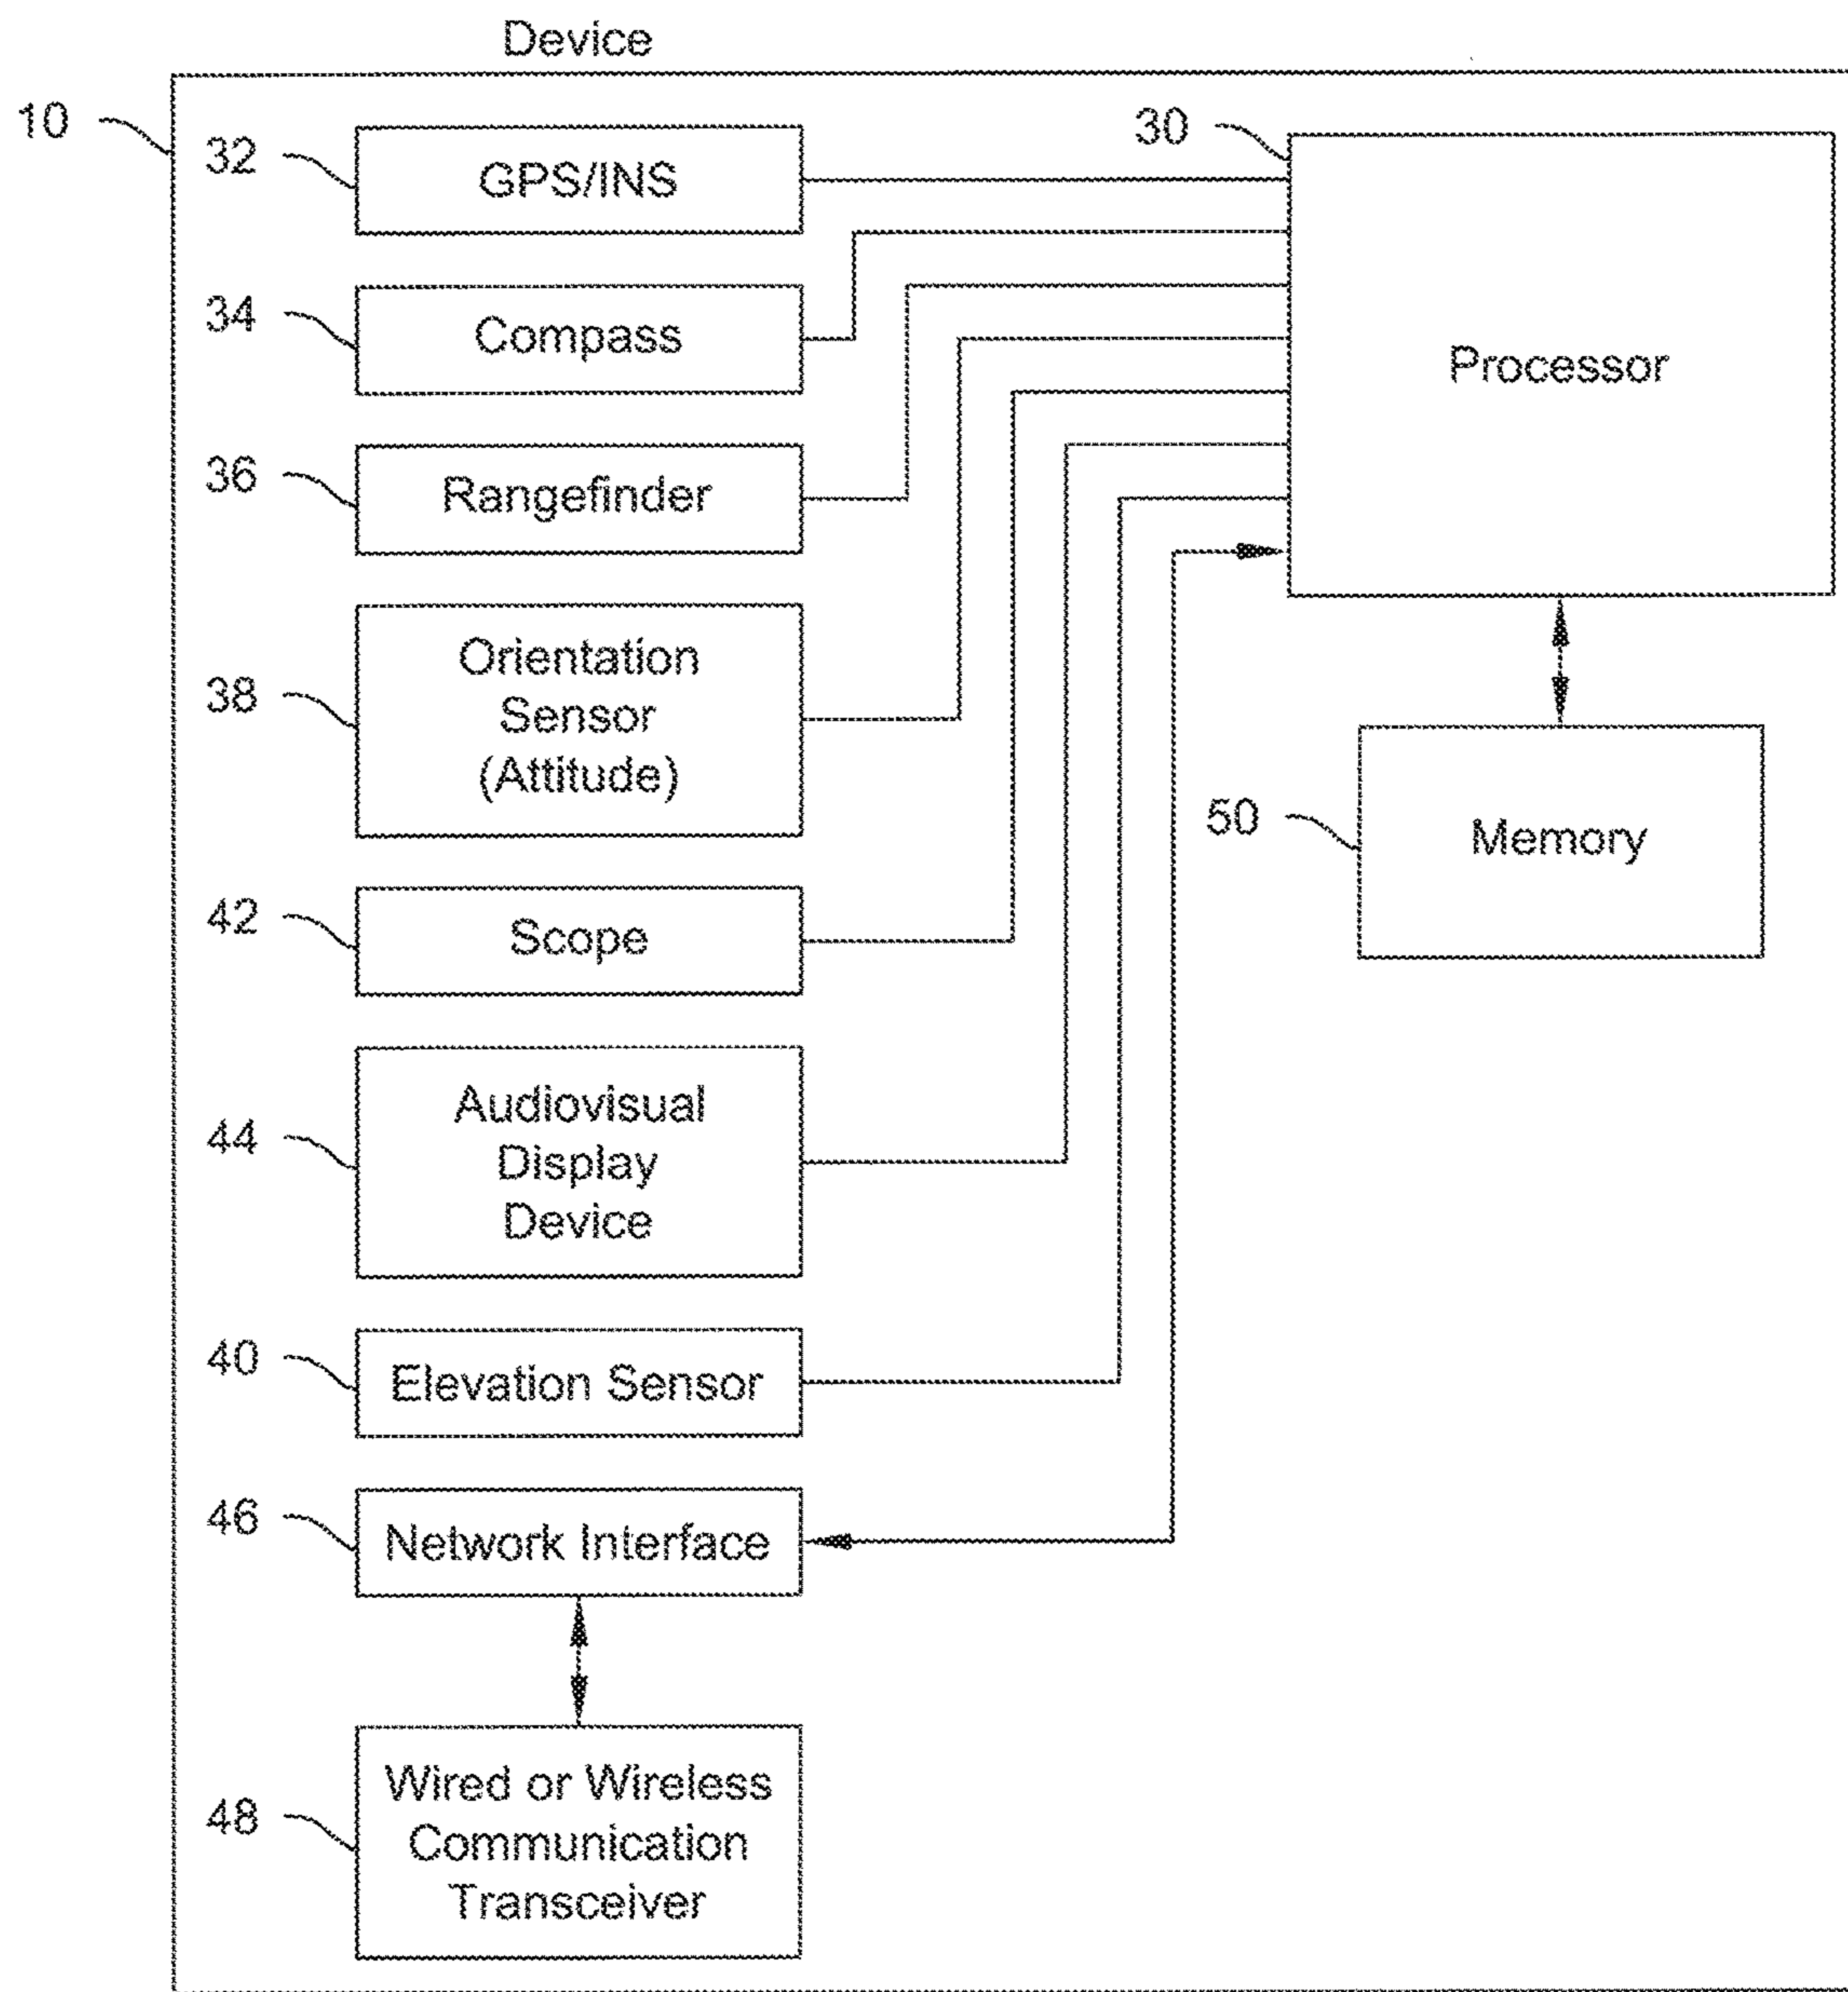 Device
10
32
GPS/INS
30
Processor
34
Compass
36
Rangefinder
38
Orientation
Sensor
(Attitude)
50
Memory
42
Scope
44
Audiovisual
Display
Device
40
Elevation Sensor
46
Network Interface
48
Wired or Wireless
Communication
Transceiver